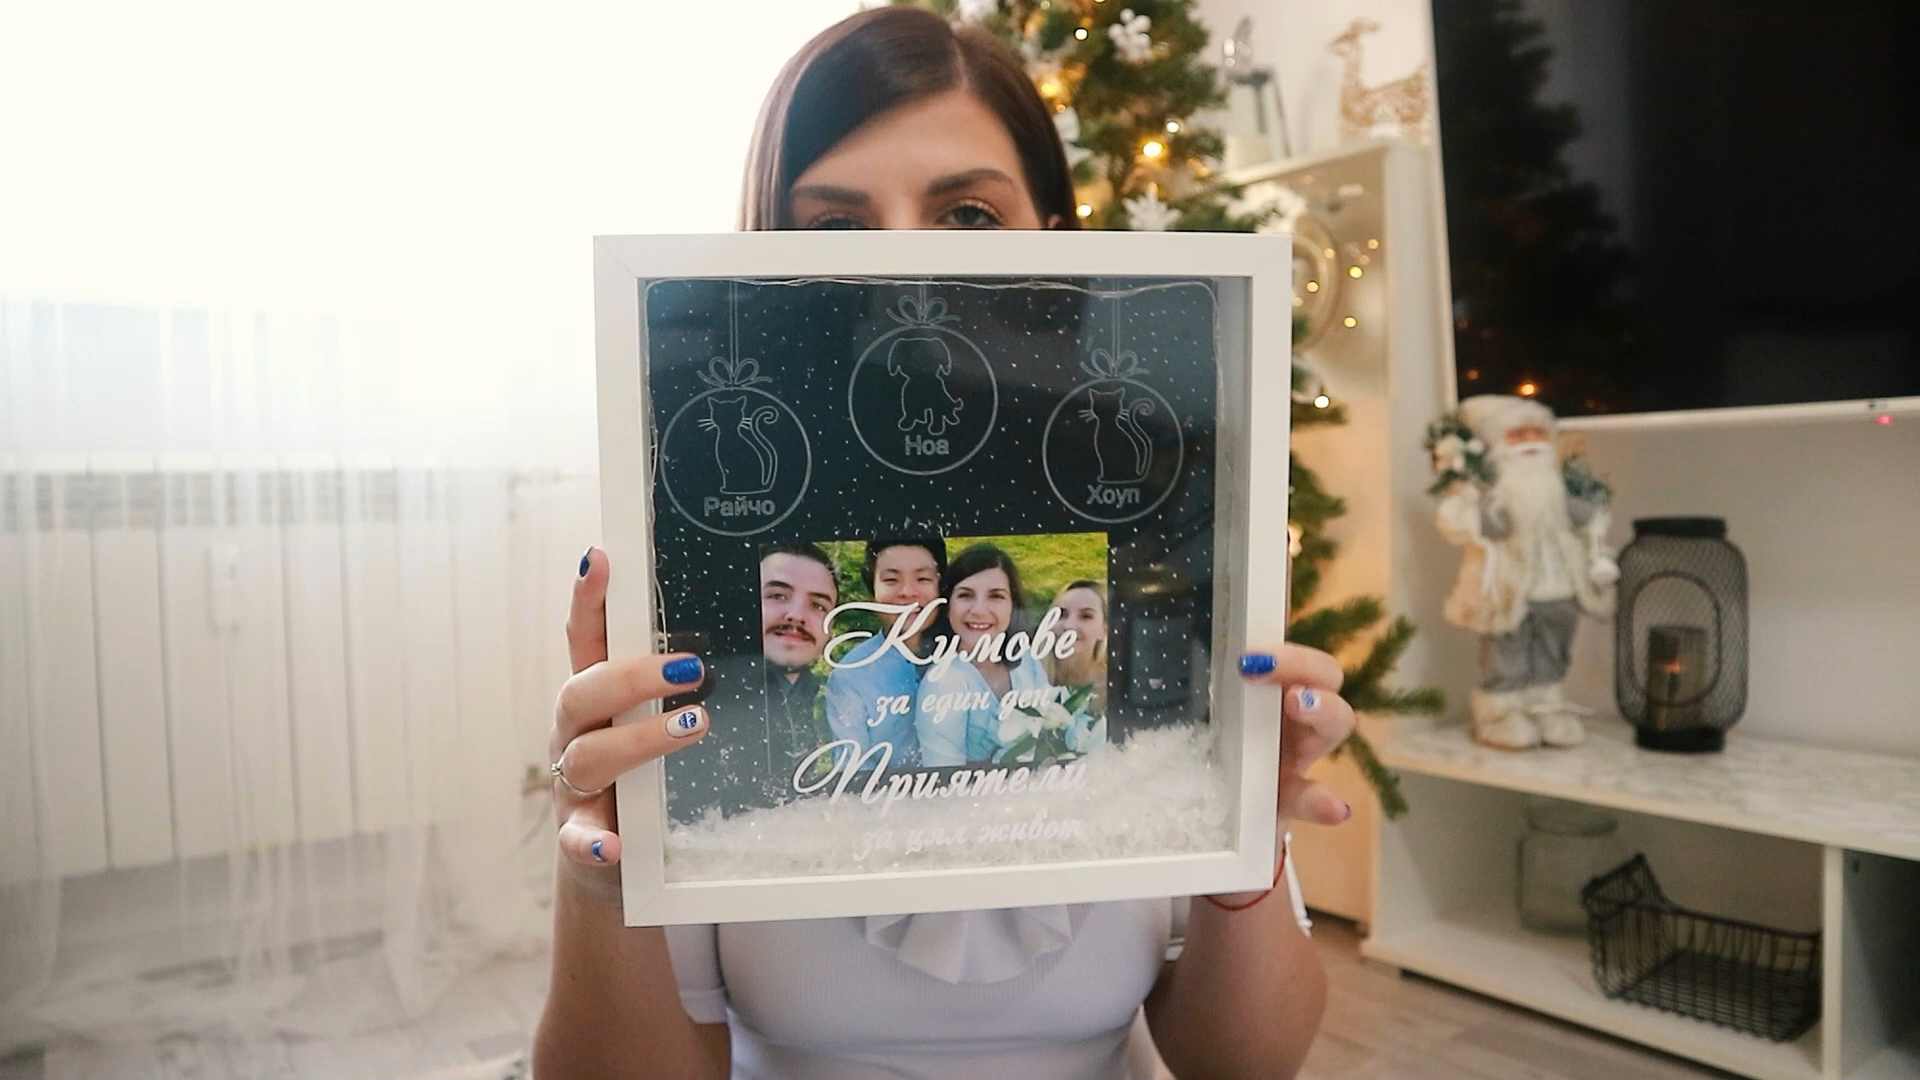 Ноа
Райчо
Хоуп
Кумове
за един ден
Приятели
за цял живот